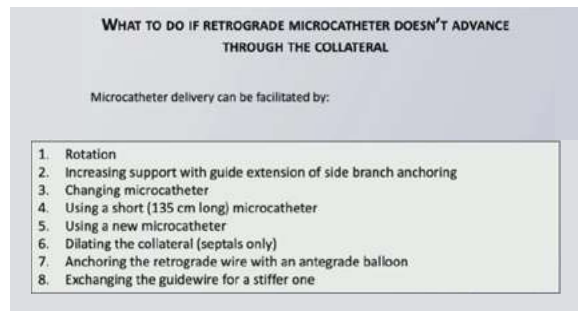 WHAT TO DO IF RETROGRADE MICROCATHETER DOESN'T ADVANCE
THROUGH THE COLLATERAL
Microcatheter delivery can be facilitated by:
1. Rotation
2. Increasing support with guide extension of side branch anchoring
3. Changing microcatheter
4. Using a short (135 cm long) microcatheter
5. Using a new microcatheter
6. Dilating the collateral (septals only)
7. Anchoring the retrograde wire with an antegrade balloon
8. Exchanging the guidewire for a stiffer one